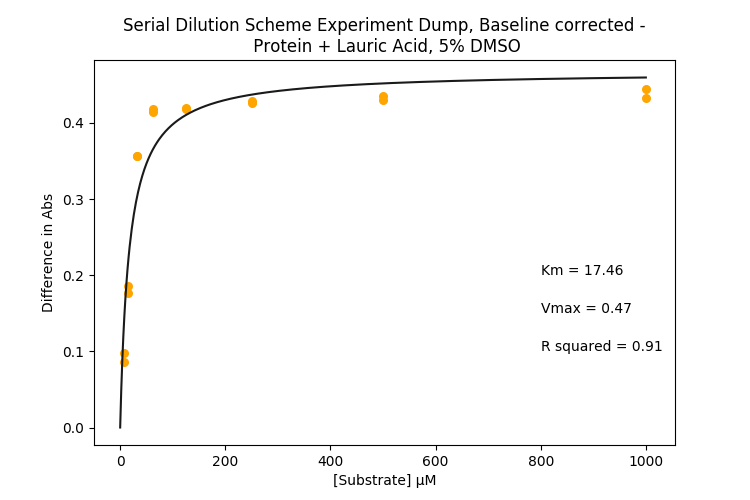 Serial Dilution Scheme Experiment Dump, Baseline corrected -
Protein + Lauric Acid, 5% DMSO
Difference in Abs
0.4
0.3
0.2
0.1
0.0
Km = 17.46
Vmax = 0.47
R squared = 0.91
0 200 400 600 800 1000
[Substrate] μM